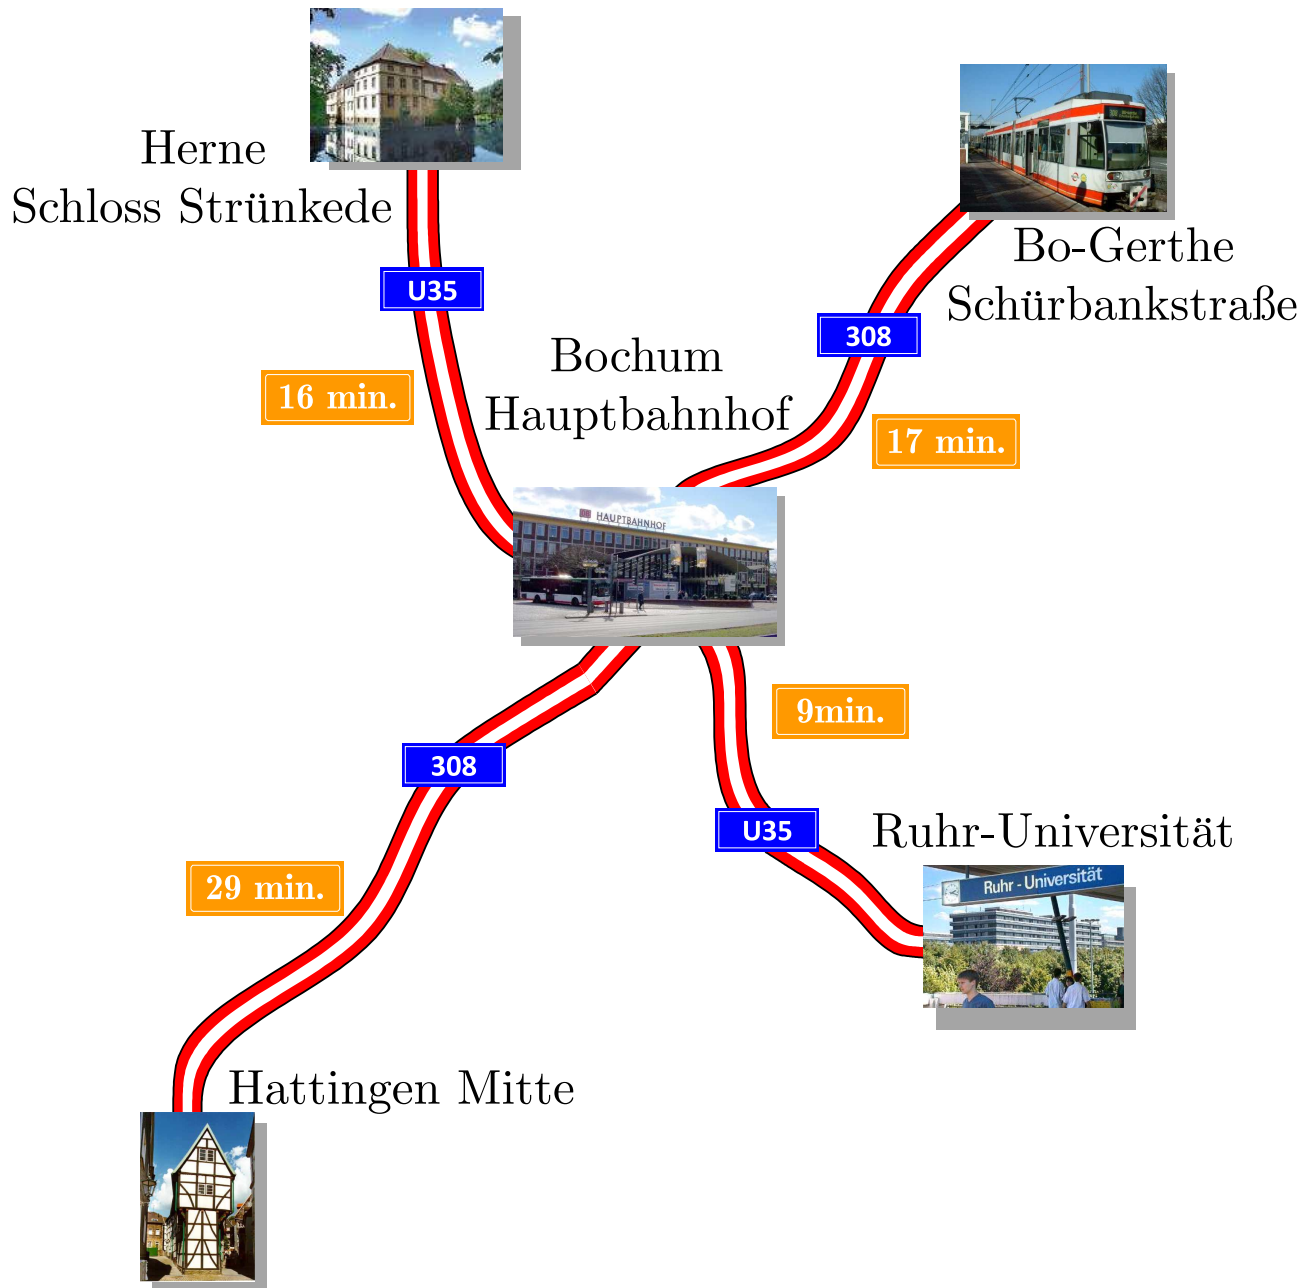 Herne
Schloss Strünkede
U35
16 min.
Bo-Gerthe
Schürbankstraße
308
17 min.
Bochum
Hauptbahnhof
HAUPTBAHNHOF
308
29 min.
9min.
U35
Ruhr-Universität
Ruhr - Universität
Hattingen Mitte